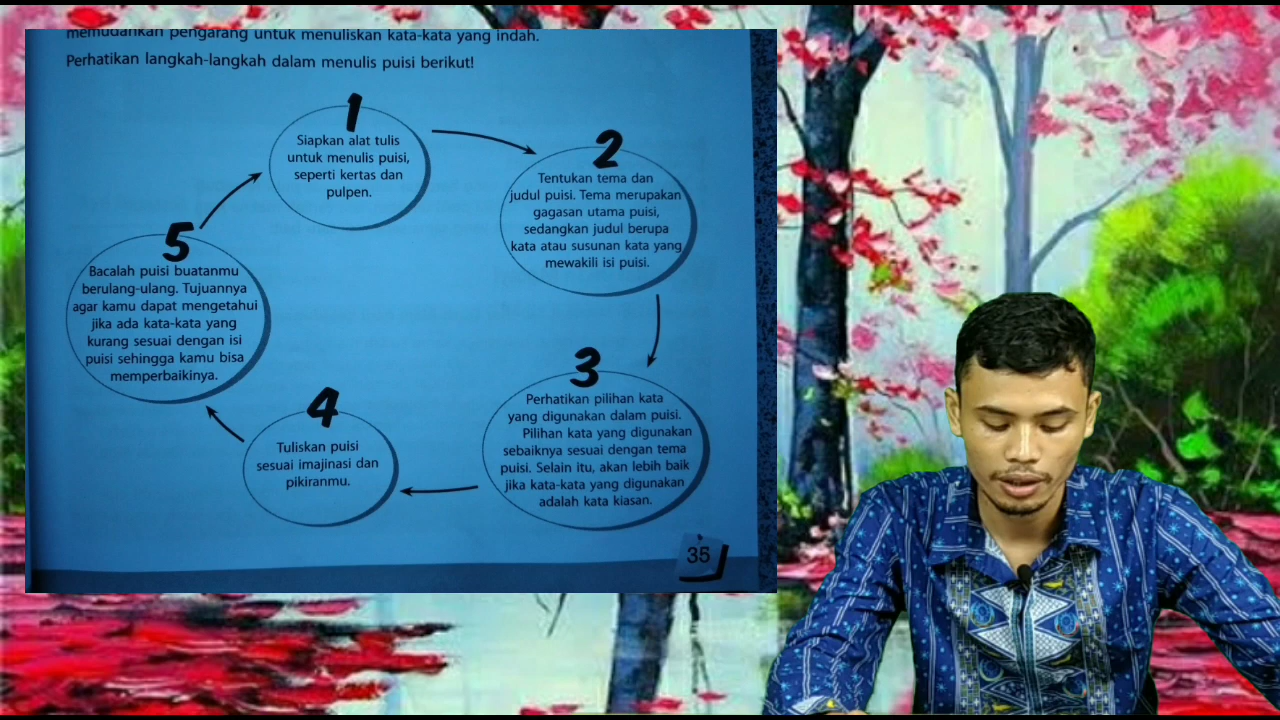 memudahkan pengarang untuk menuliskan kata-kata yang indah.
Perhatikan langkah-langkah dalam menulis puisi berikut!
1
Siapkan alat tulis
untuk menulis puisi,
seperti kertas dan
pulpen.
2
Tentukan tema dan
judul puisi. Tema merupakan
gagasan utama puisi,
sedangkan judul berupa
kata atau susunan kata yang
mewakili isi puisi.
3
Perhatikan pilihan kata
yang digunakan dalam puisi.
Pilihan kata yang digunakan
sebaiknya sesuai dengan tema
puisi. Selain itu, akan lebih baik
jika kata-kata yang digunakan
adalah kata kiasan.
4
Tuliskan puisi
sesuai imajinasi dan
pikiranmu.
5
Bacalah puisi buatanmu
berulang-ulang. Tujuannya
agar kamu dapat mengetahui
jika ada kata-kata yang
kurang sesuai dengan isi
puisi sehingga kamu bisa
memperbaikinya.
35